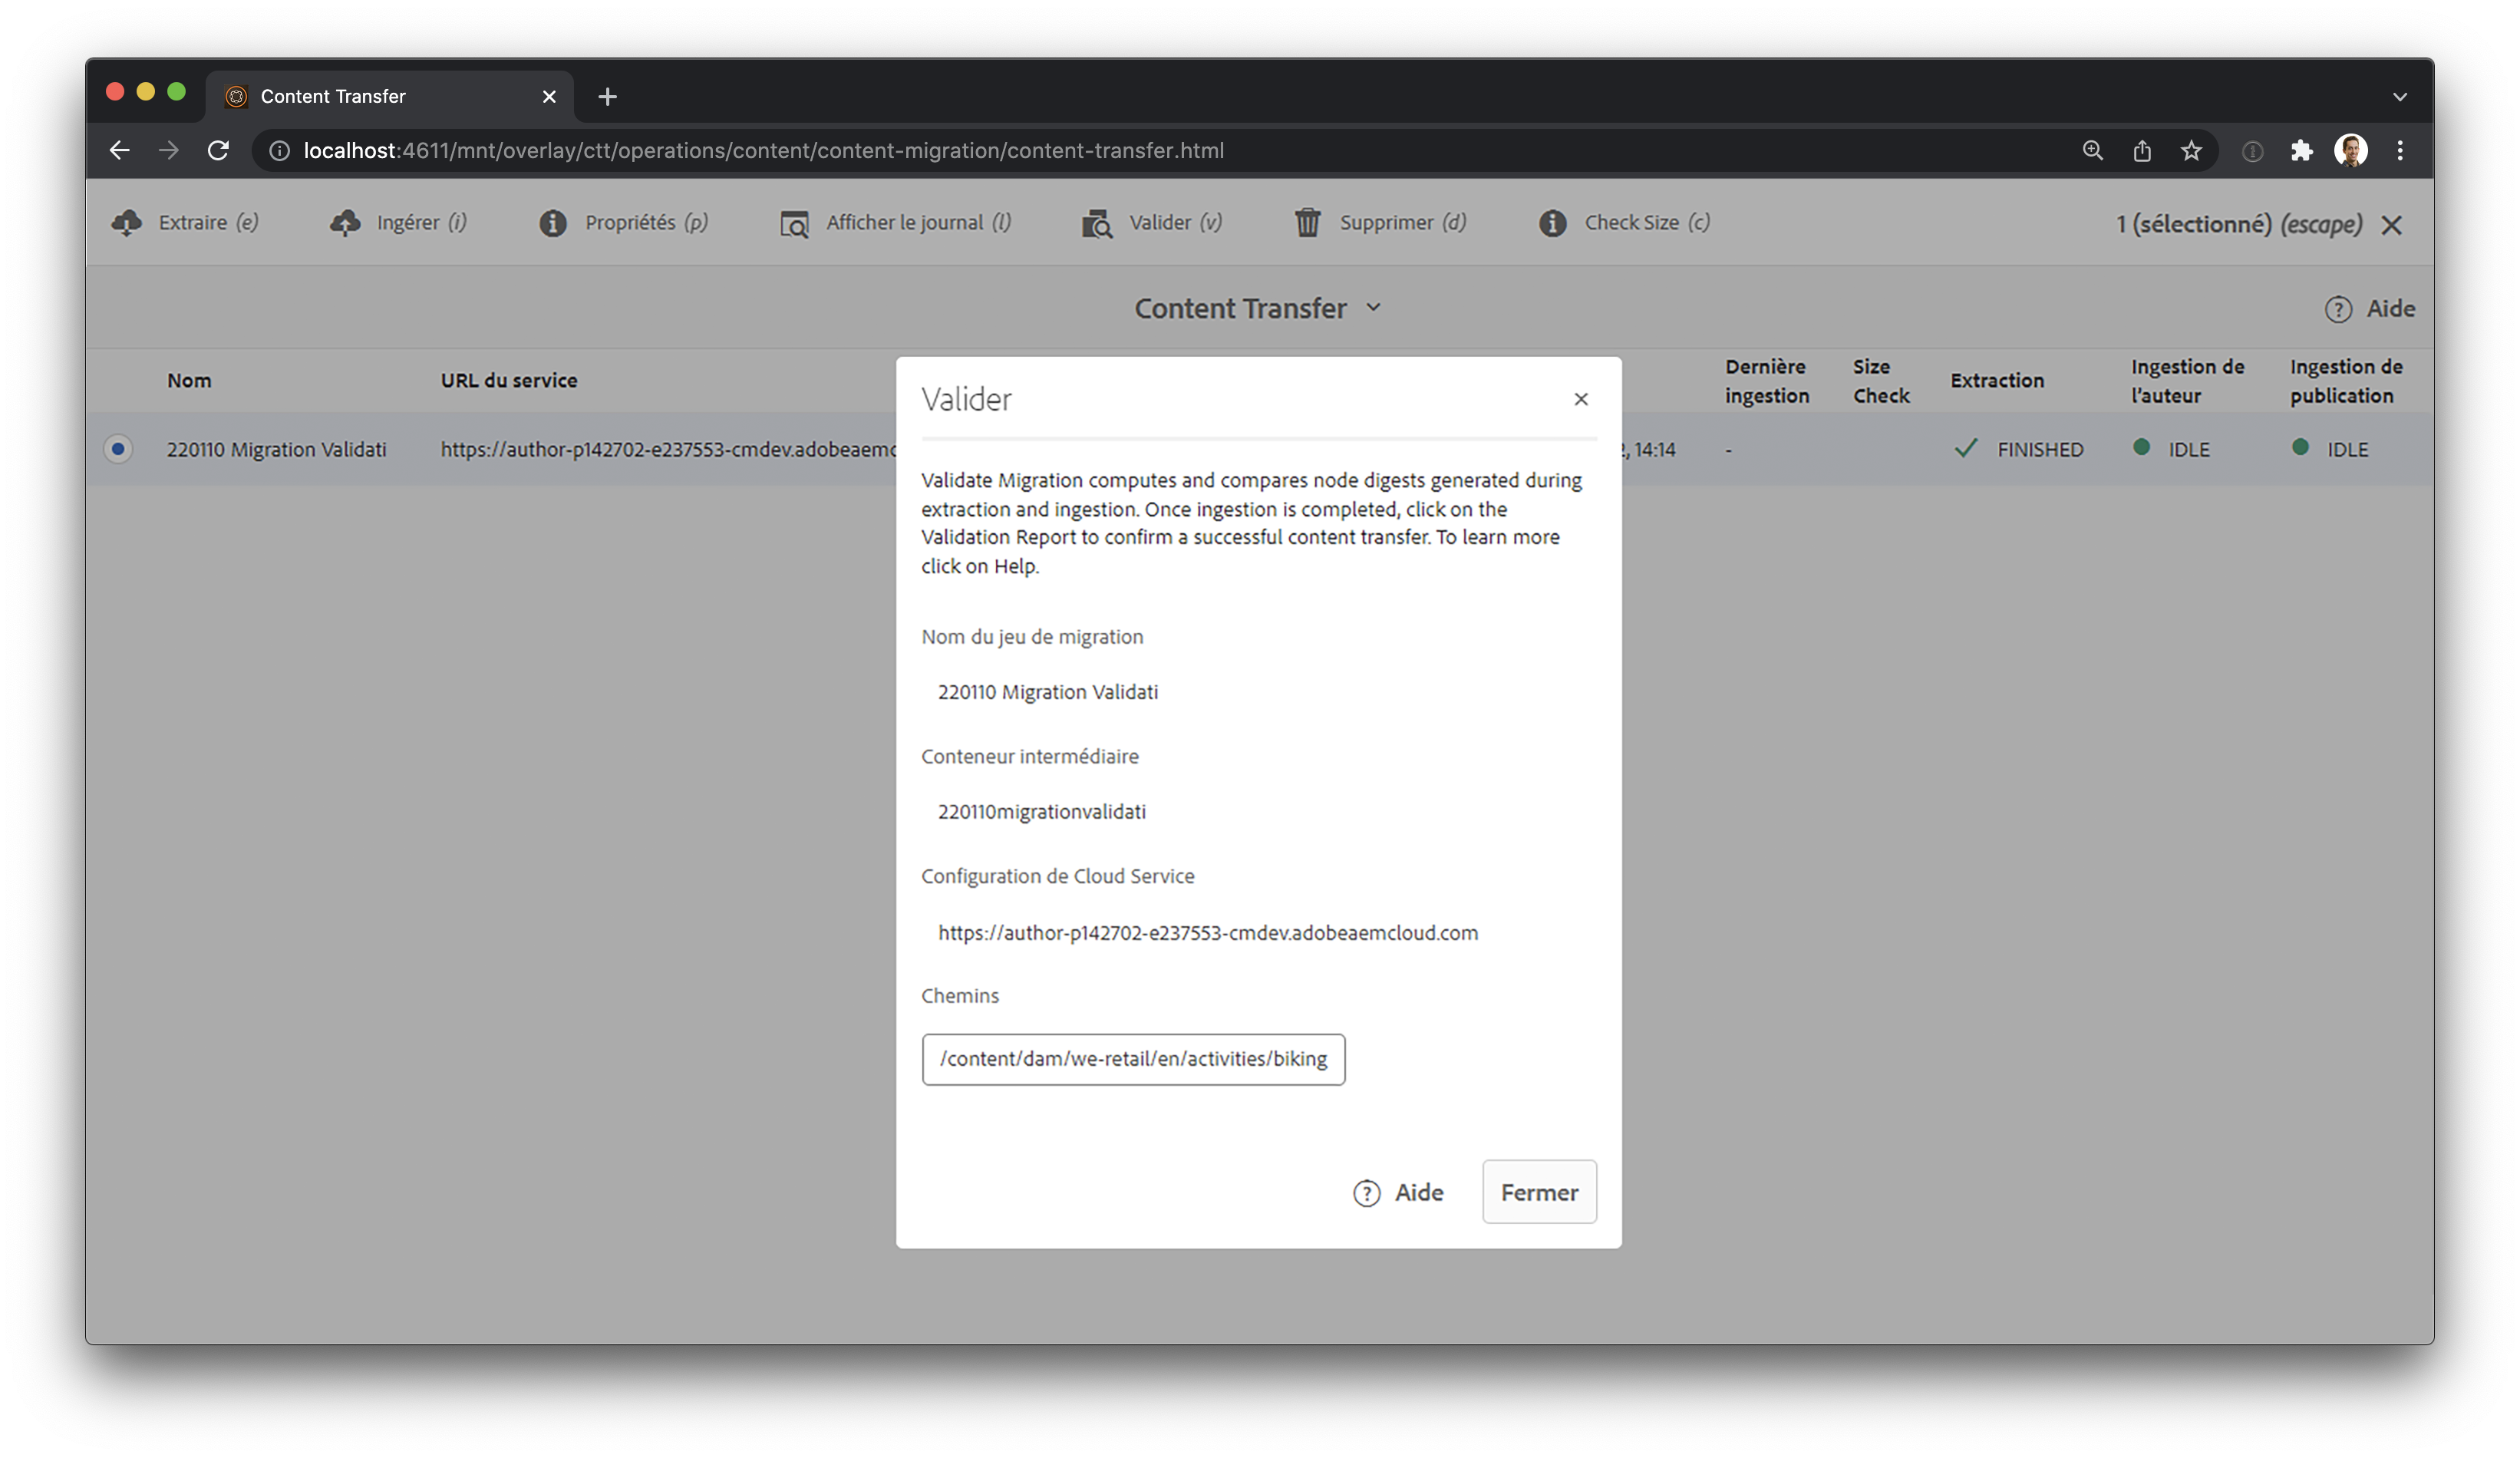 Content Transfer
localhost:4611/mnt/overlay/ctt/operations/content/content-migration/content-transfer.html
Extraire (e) Ingérer (i) Propriétés (p) Afficher le journal (l) Valider (v) Supprimer (d) Check Size (c) 1 (sélectionné) (escape)
Content Transfer
Aide
Nom URL du service Dernière ingestion Size Check Extraction Ingestion de l'auteur Ingestion de publication
220110 Migration Validati https://author-p142702-e237553-cmdev.adobeaemc 14:14 - FINISHED IDLE IDLE
Valider
Validate Migration computes and compares node digests generated during
extraction and ingestion. Once ingestion is completed, click on the
Validation Report to confirm a successful content transfer. To learn more
click on Help.
Nom du jeu de migration
220110 Migration Validati
Conteneur intermédiaire
220110migrationvalidati
Configuration de Cloud Service
https://author-p142702-e237553-cmdev.adobeaemcloud.com
Chemins
/content/dam/we-retail/en/activities/biking
Aide Fermer